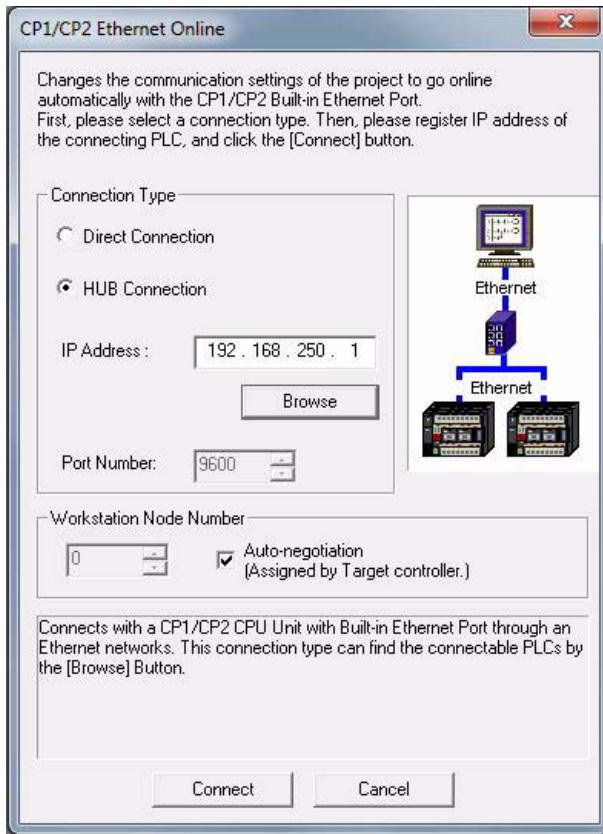 CP1/CP2 Ethernet Online
Changes the communication settings of the project to go online
automatically with the CP1/CP2 Built-in Ethernet Port.
First, please select a connection type. Then, please register IP address of
the connecting PLC, and click the [Connect] button.
Connection Type
Direct Connection
HUB Connection
IP Address :
192 . 168 . 250 . 1
Browse
Port Number:
9600
Ethernet
Ethernet
Workstation Node Number
0
Auto-negotiation
(Assigned by Target controller.)
Connects with a CP1/CP2 CPU Unit with Built-in Ethernet Port through an
Ethernet networks. This connection type can find the connectable PLCs by
the [Browse] Button.
Connect
Cancel